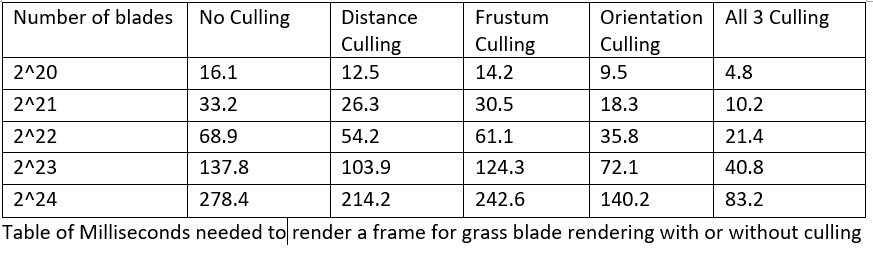 Number of blades No Culling Distance Culling Frustum Culling Orientation Culling All 3 Culling
2^20 16.1 12.5 14.2 9.5 4.8
2^21 33.2 26.3 30.5 18.3 10.2
2^22 68.9 54.2 61.1 35.8 21.4
2^23 137.8 103.9 124.3 72.1 40.8
2^24 278.4 214.2 242.6 140.2 83.2
Table of Milliseconds needed to render a frame for grass blade rendering with or without culling